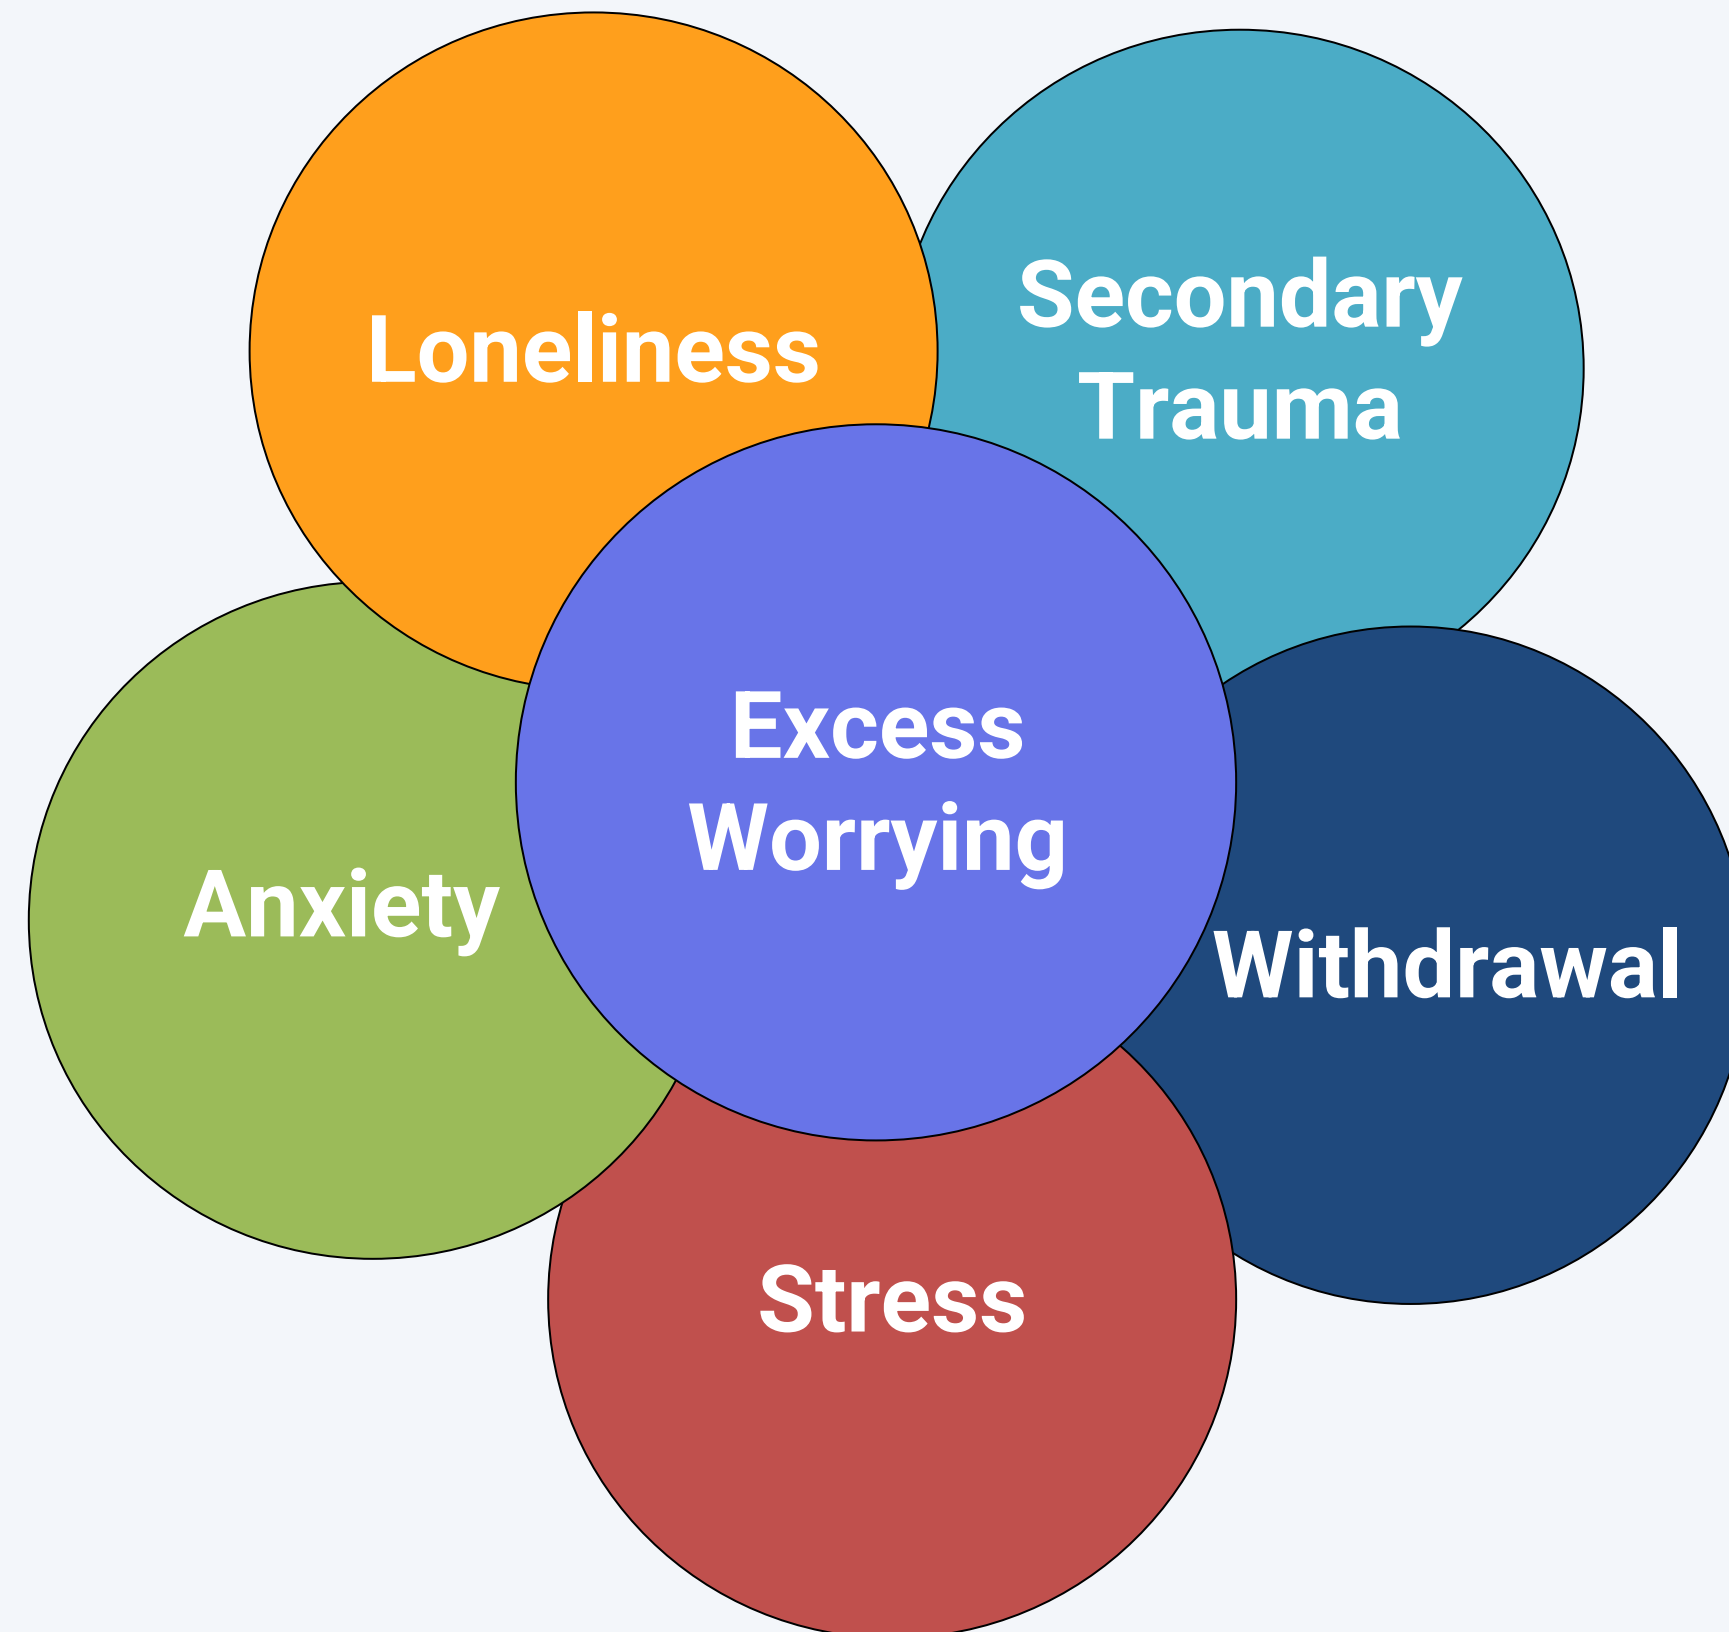 Loneliness
Secondary
Trauma
Excess
Worrying
Anxiety
Withdrawal
Stress